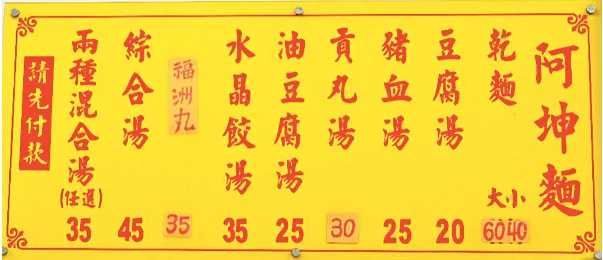 阿坤麵
乾麵
大 小
60 40
豆腐湯
20
豬血湯
25
貢丸湯
30
油豆腐湯
25
水晶餃湯
35
福洲丸
35
綜合湯
45
兩種混合湯
(任選)
35
請先付款